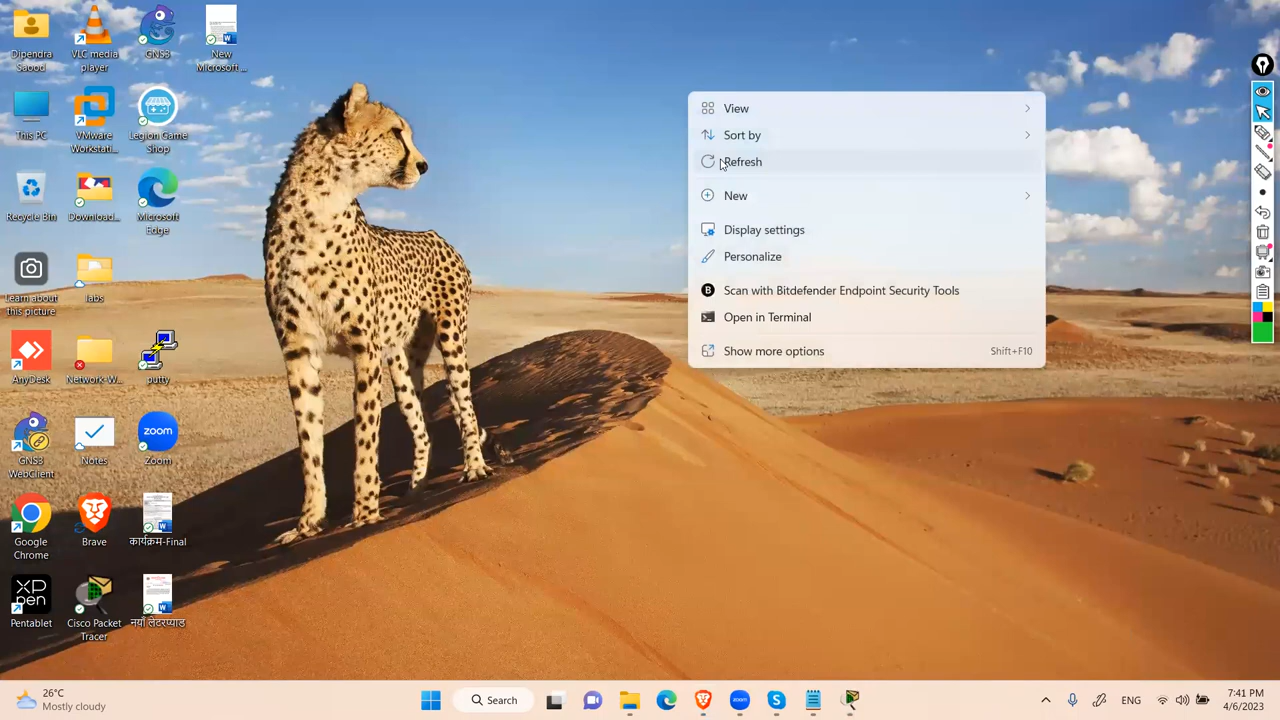 Dipendra
Sabod
VLC media
player
GNS3
New
Microsoft ...
This PC
VMware
Workstati...
Legion Game
Shop
Recycle Bin
Download...
Microsoft
Edge
Learn about
this picture
labs
AnyDesk
Network-W...
putty
GNS3
WebClient
Notes
zoom
Zoom
Google
Chrome
Brave
कार्यक्रम-Final
XP
PEN
Pentablet
Cisco Packet
Tracer
नयाँ लेटरप्याड
View
Sort by
Refresh
New
Display settings
Personalize
Scan with Bitdefender Endpoint Security Tools
Open in Terminal
Show more options Shift+F10
26°C
Mostly cloudy
Search
zoom
ENG
7:41 PM
4/6/2023